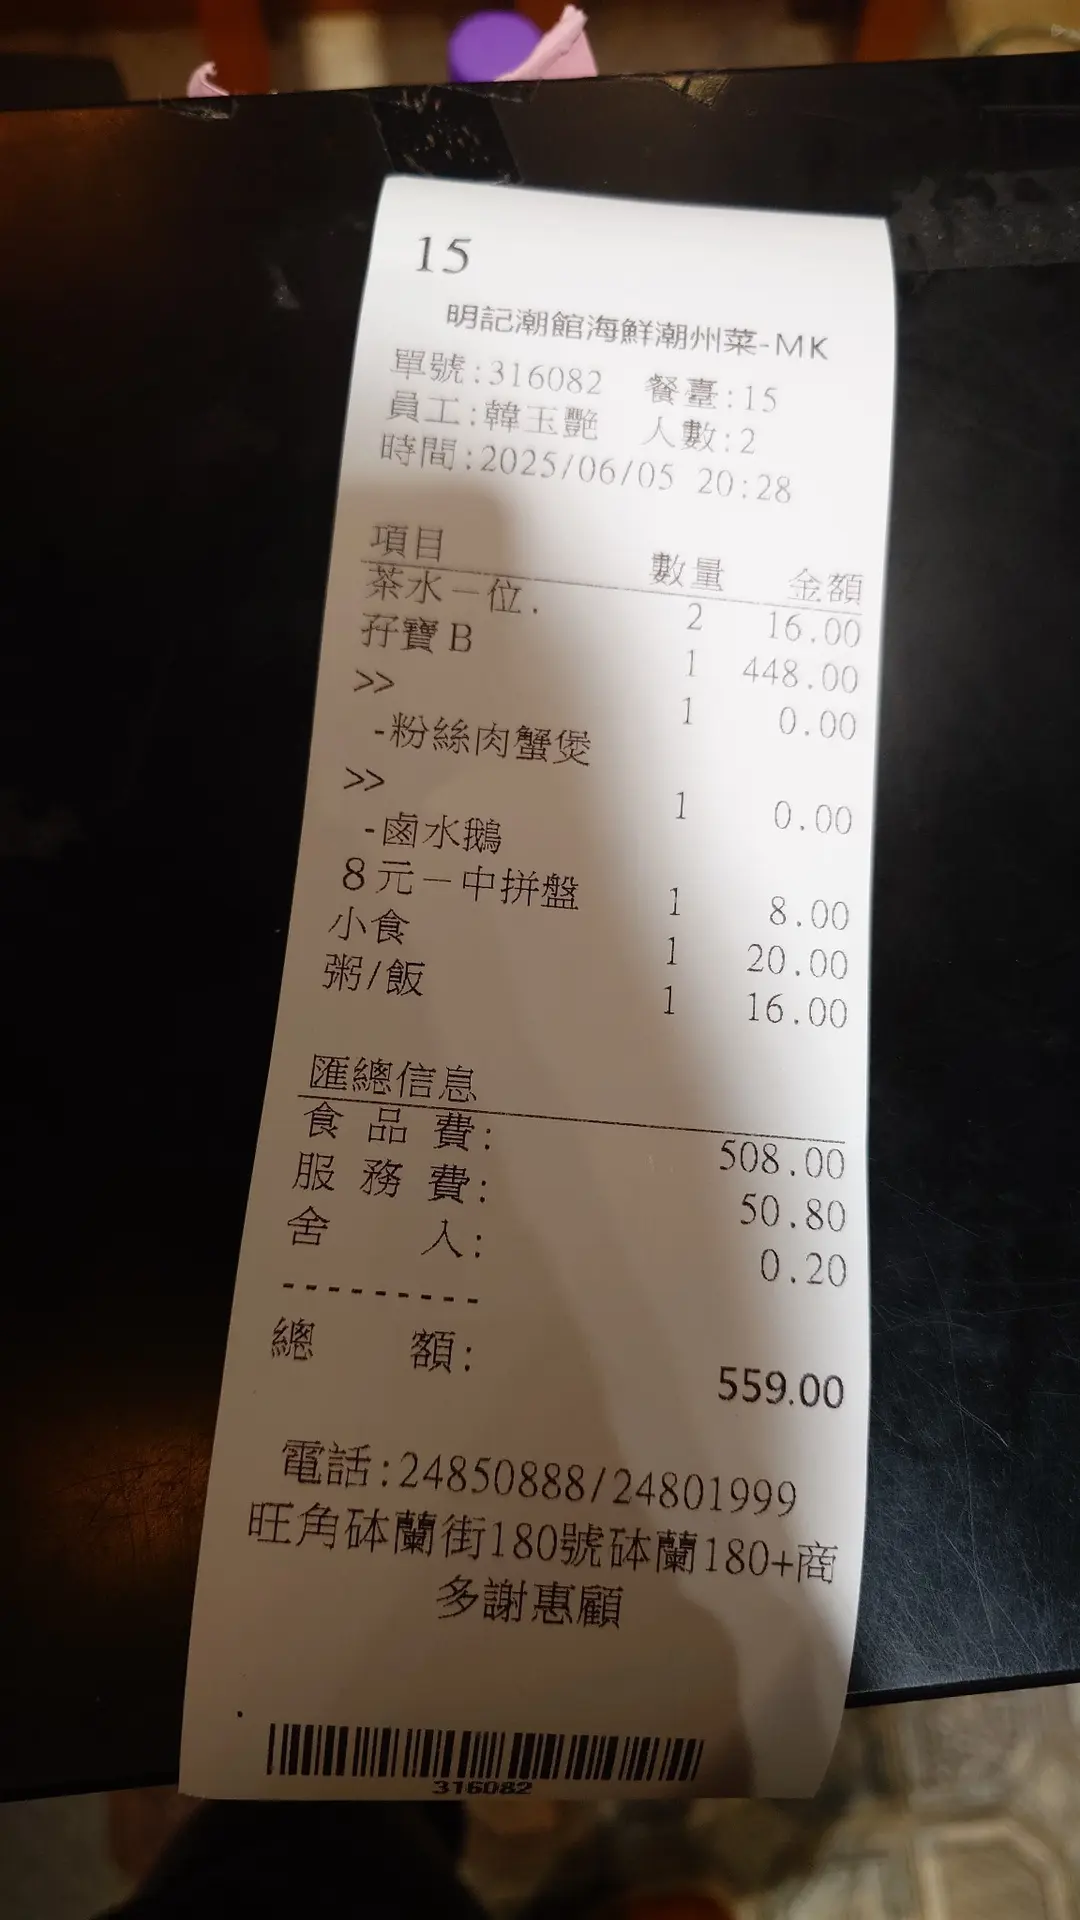 15
明記潮館海鮮潮州菜-MK
單號:316082 餐臺:15
員工:韓玉艷 人數:2
時間:2025/06/05 20:28
項目 數量 金額
茶水－位. 2 16.00
孖寶B 1 448.00
>> 1 0.00
-粉絲肉蟹煲
>> 1 0.00
-鹵水鵝
8元－中拼盤 1 8.00
小食 1 20.00
粥/飯 1 16.00
匯總信息
食品費: 508.00
服務費: 50.80
舍入: 0.20
---------
總額: 559.00
電話:24850888/24801999
旺角砵蘭街180號砵蘭180+商
多謝惠顧
316082